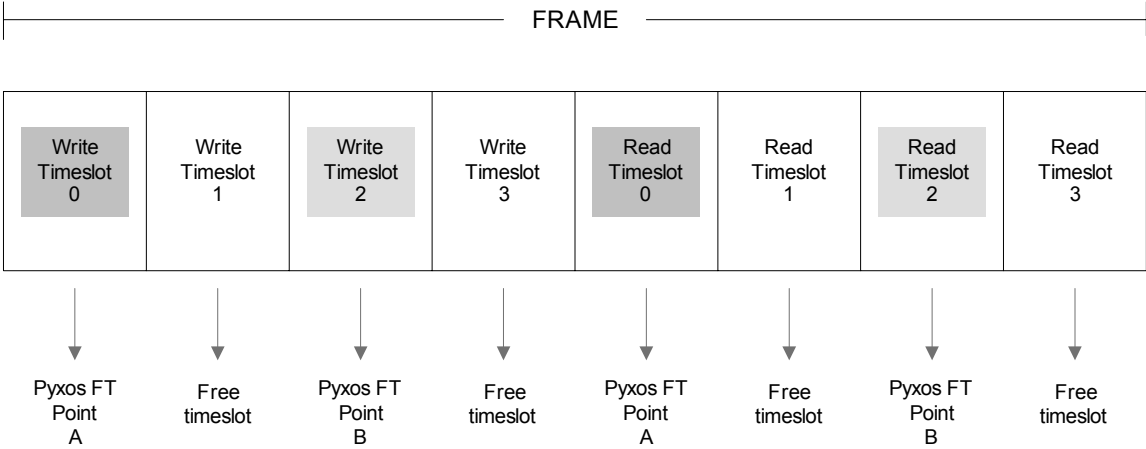 FRAME
Write
Timeslot
0
Write
Timeslot
1
Write
Timeslot
2
Write
Timeslot
3
Read
Timeslot
0
Read
Timeslot
1
Read
Timeslot
2
Read
Timeslot
3
Pyxos FT
Point
A
Free
timeslot
Pyxos FT
Point
B
Free
timeslot
Pyxos FT
Point
A
Free
timeslot
Pyxos FT
Point
B
Free
timeslot